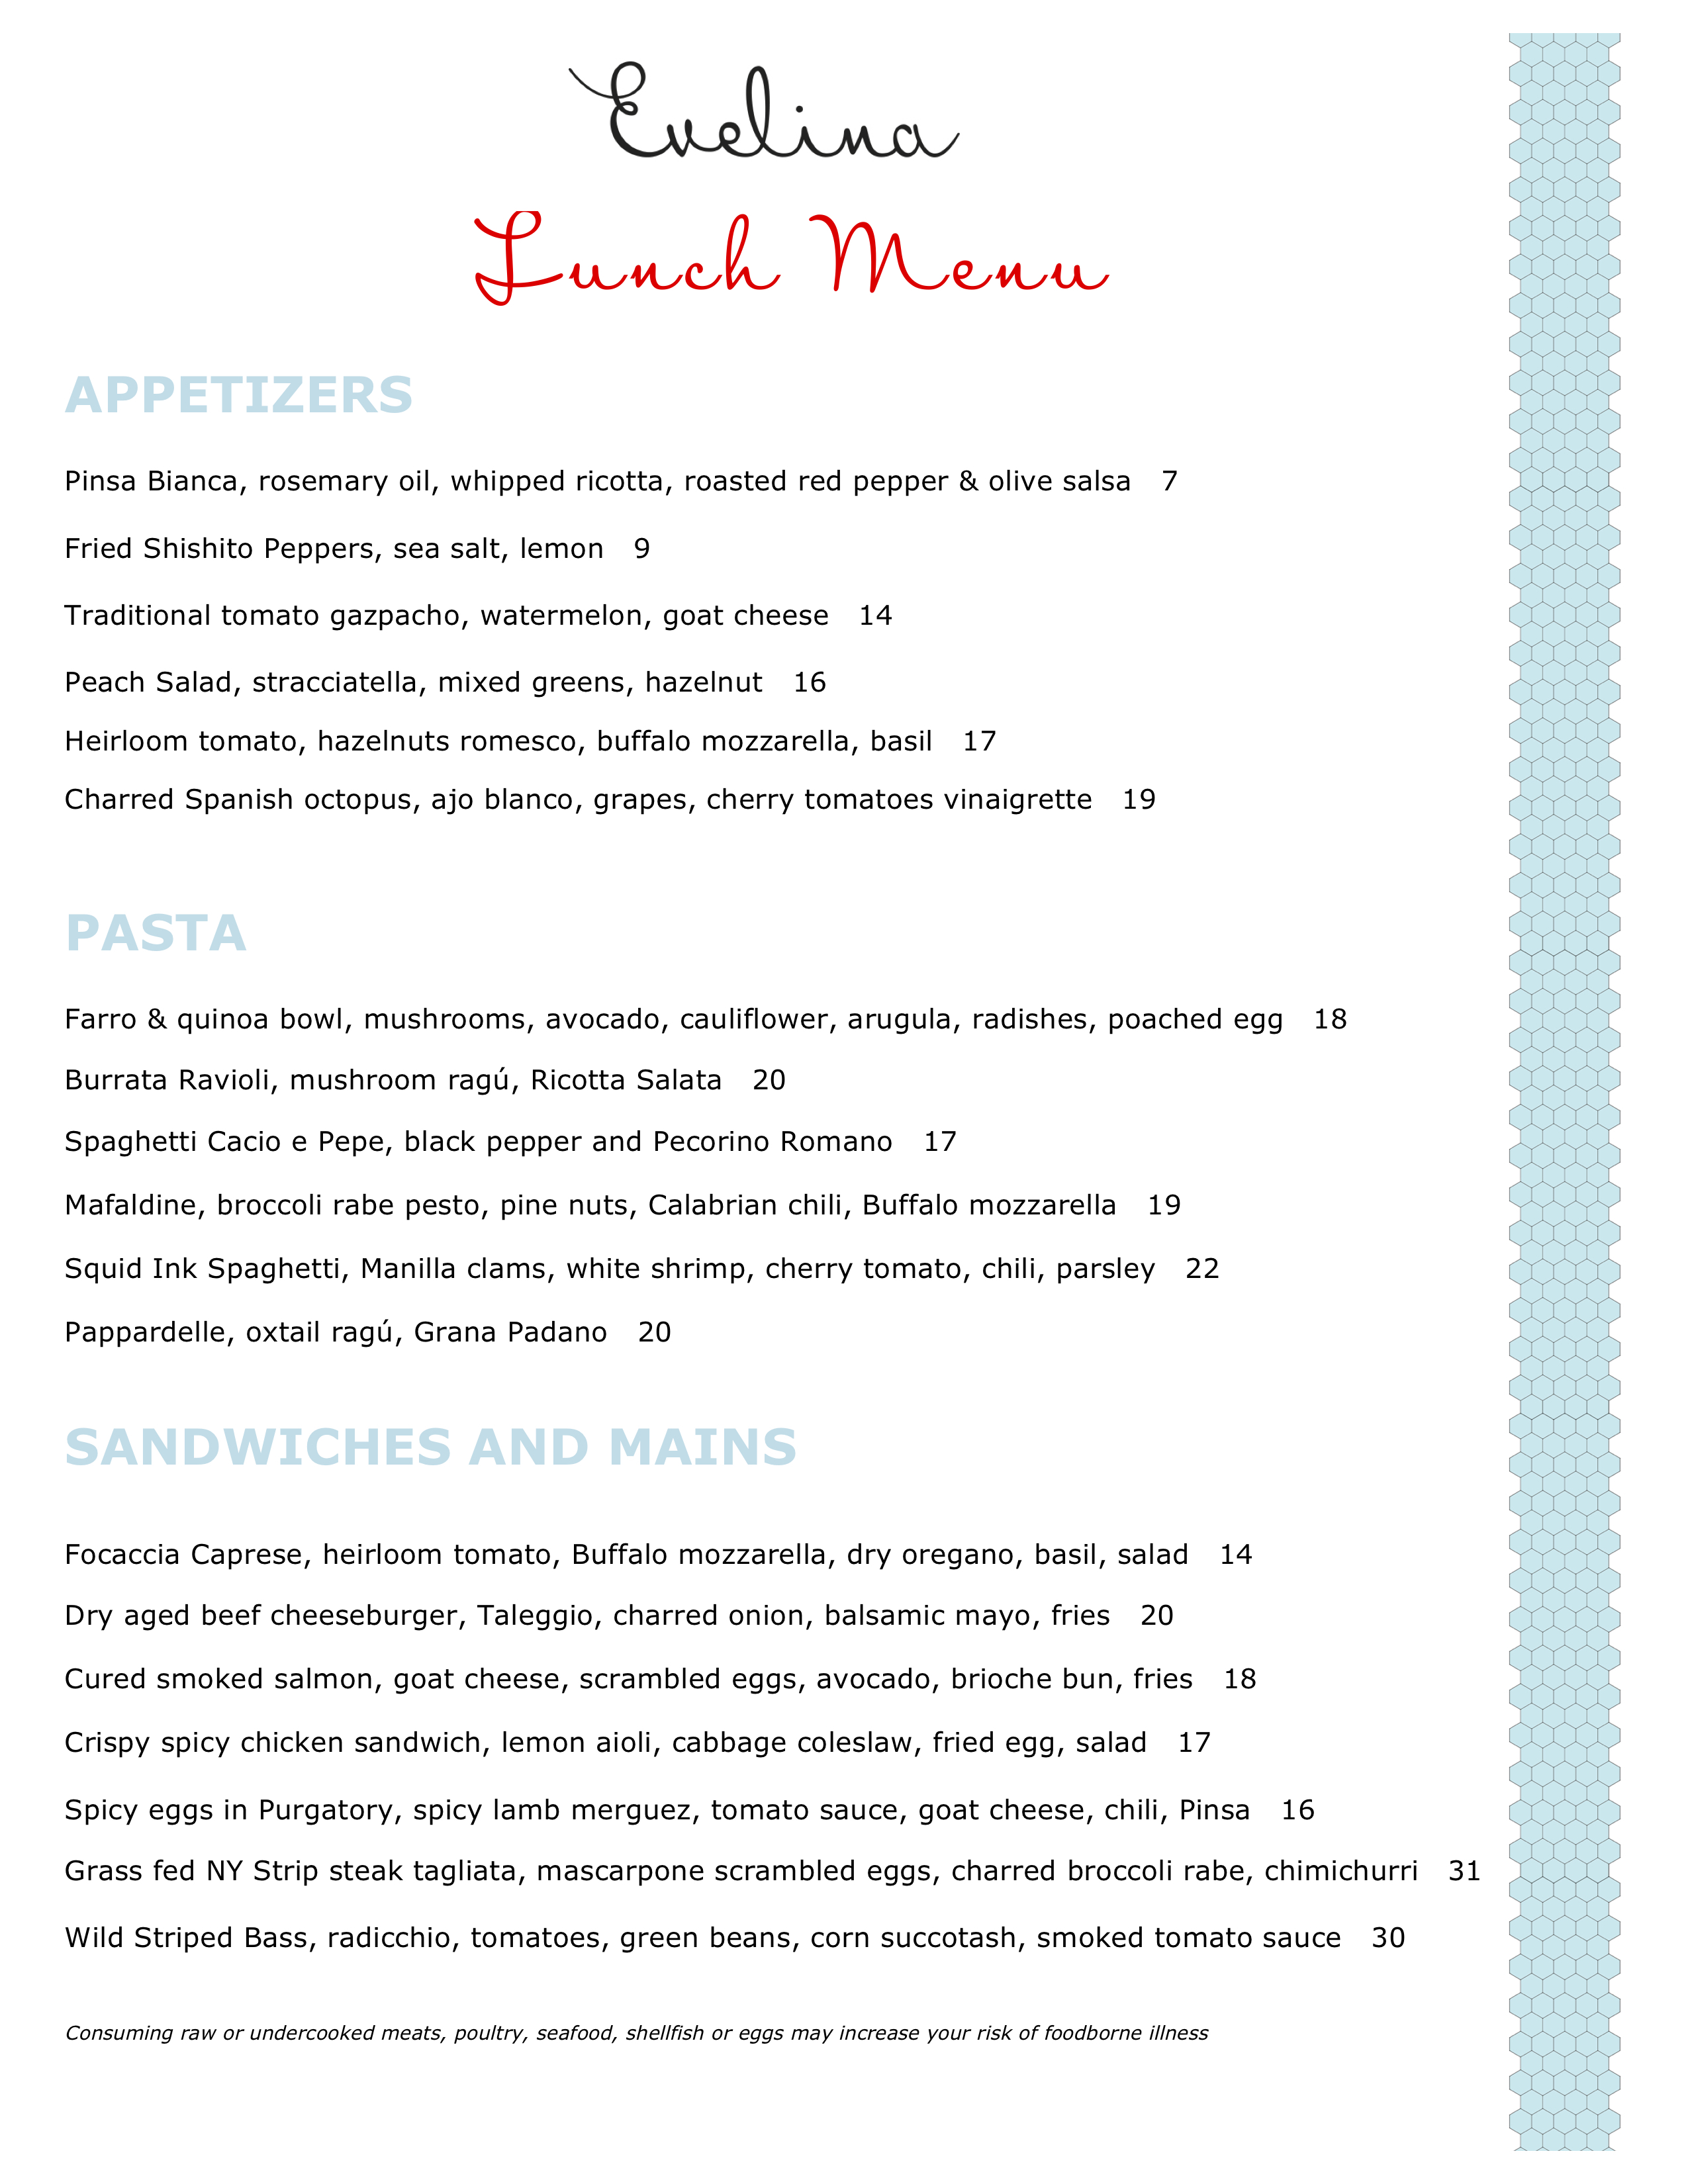 Evelina
Lunch Menu
APPETIZERS
Pinsa Bianca, rosemary oil, whipped ricotta, roasted red pepper & olive salsa 7
Fried Shishito Peppers, sea salt, lemon 9
Traditional tomato gazpacho, watermelon, goat cheese 14
Peach Salad, stracciatella, mixed greens, hazelnut 16
Heirloom tomato, hazelnuts romesco, buffalo mozzarella, basil 17
Charred Spanish octopus, ajo blanco, grapes, cherry tomatoes vinaigrette 19
PASTA
Farro & quinoa bowl, mushrooms, avocado, cauliflower, arugula, radishes, poached egg 18
Burrata Ravioli, mushroom ragú, Ricotta Salata 20
Spaghetti Cacio e Pepe, black pepper and Pecorino Romano 17
Mafaldine, broccoli rabe pesto, pine nuts, Calabrian chili, Buffalo mozzarella 19
Squid Ink Spaghetti, Manilla clams, white shrimp, cherry tomato, chili, parsley 22
Pappardelle, oxtail ragú, Grana Padano 20
SANDWICHES AND MAINS
Focaccia Caprese, heirloom tomato, Buffalo mozzarella, dry oregano, basil, salad 14
Dry aged beef cheeseburger, Taleggio, charred onion, balsamic mayo, fries 20
Cured smoked salmon, goat cheese, scrambled eggs, avocado, brioche bun, fries 18
Crispy spicy chicken sandwich, lemon aioli, cabbage coleslaw, fried egg, salad 17
Spicy eggs in Purgatory, spicy lamb merguez, tomato sauce, goat cheese, chili, Pinsa 16
Grass fed NY Strip steak tagliata, mascarpone scrambled eggs, charred broccoli rabe, chimichurri 31
Wild Striped Bass, radicchio, tomatoes, green beans, corn succotash, smoked tomato sauce 30
Consuming raw or undercooked meats, poultry, seafood, shellfish or eggs may increase your risk of foodborne illness